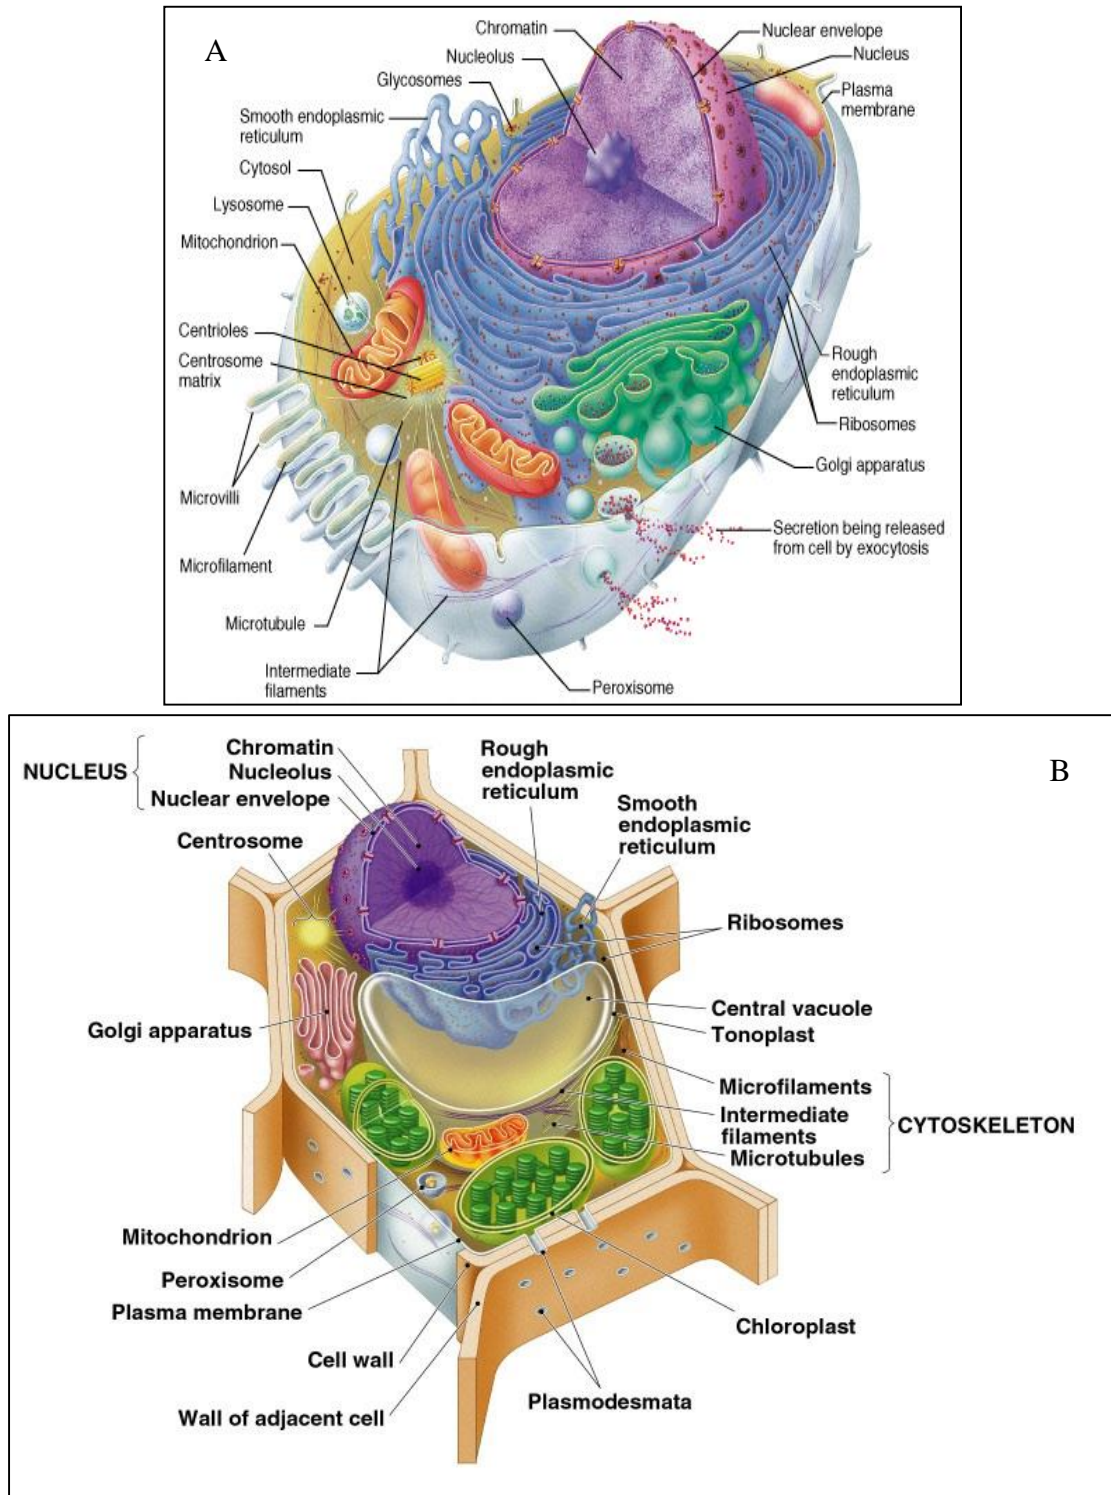 A
Chromatin
Nucleolus
Glycosomes
Smooth endoplasmic
reticulum
Cytosol
Lysosome
Mitochondrion
Centrioles
Centrosome
matrix
Microvilli
Microfilament
Microtubule
Intermediate
filaments
Nuclear envelope
Nucleus
Plasma
membrane
Rough
endoplasmic
reticulum
Ribosomes
Golgi apparatus
Secretion being released
from cell by exocytosis
Peroxisome
B
NUCLEUS
Chromatin
Nucleolus
Nuclear envelope
Centrosome
Rough
endoplasmic
reticulum
Smooth
endoplasmic
reticulum
Ribosomes
Golgi apparatus
Central vacuole
Tonoplast
Microfilaments
Intermediate
filaments
Microtubules
CYTOSKELETON
Mitochondrion
Peroxisome
Plasma membrane
Cell wall
Wall of adjacent cell
Chloroplast
Plasmodesmata